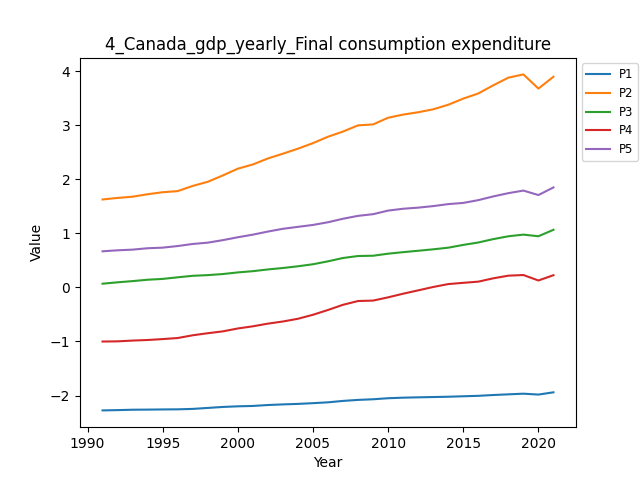 4_Canada_gdp_yearly_Final consumption expenditure
4
3
2
1
0
−1
−2
Value
1990
1995
2000
2005
2010
2015
2020
Year
P1
P2
P3
P4
P5